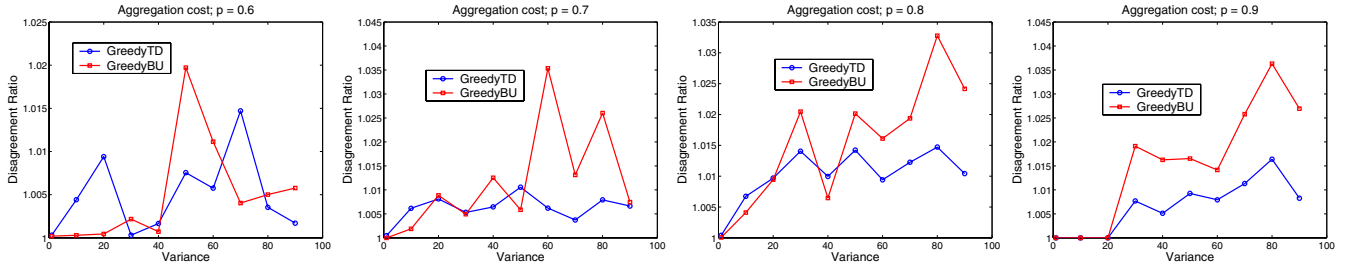 Aggregation cost; p = 0.6
1.025
1.02
1.015
1.01
1.005
1
0 20 40 60 80 100
Disagreement Ratio
Variance
GreedyTD
GreedyBU
Aggregation cost; p = 0.7
1.045
1.04
1.035
1.03
1.025
1.02
1.015
1.01
1.005
1
0 20 40 60 80 100
Disagreement Ratio
Variance
GreedyTD
GreedyBU
Aggregation cost; p = 0.8
1.035
1.03
1.025
1.02
1.015
1.01
1.005
1
0 20 40 60 80 100
Disagreement Ratio
Variance
GreedyTD
GreedyBU
Aggregation cost; p = 0.9
1.045
1.04
1.035
1.03
1.025
1.02
1.015
1.01
1.005
1
0 20 40 60 80 100
Disagreement Ratio
Variance
GreedyTD
GreedyBU